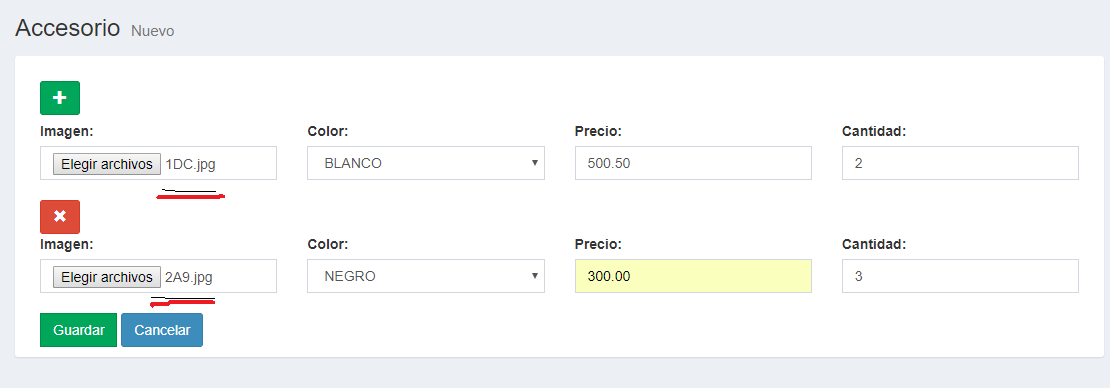 Accesorio Nuevo
Imagen: Color: Precio: Cantidad:
Elegir archivos 1DC.jpg BLANCO 500.50 2
Imagen: Color: Precio: Cantidad:
Elegir archivos 2A9.jpg NEGRO 300.00 3
Guardar Cancelar